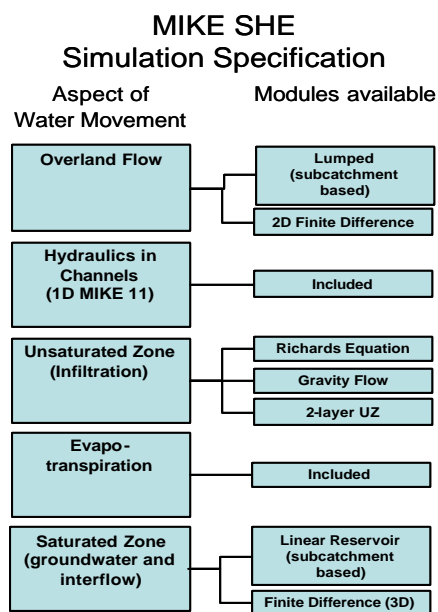 MIKE SHE
Simulation Specification
Aspect of
Water Movement
Modules available
Overland Flow
Lumped
(subcatchment
based)
2D Finite Difference
Hydraulics in
Channels
(1D MIKE 11)
Included
Unsaturated Zone
(Infiltration)
Richards Equation
Gravity Flow
2-layer UZ
Evapo-
transpiration
Included
Saturated Zone
(groundwater and
interflow)
Linear Reservoir
(subcatchment
based)
Finite Difference (3D)